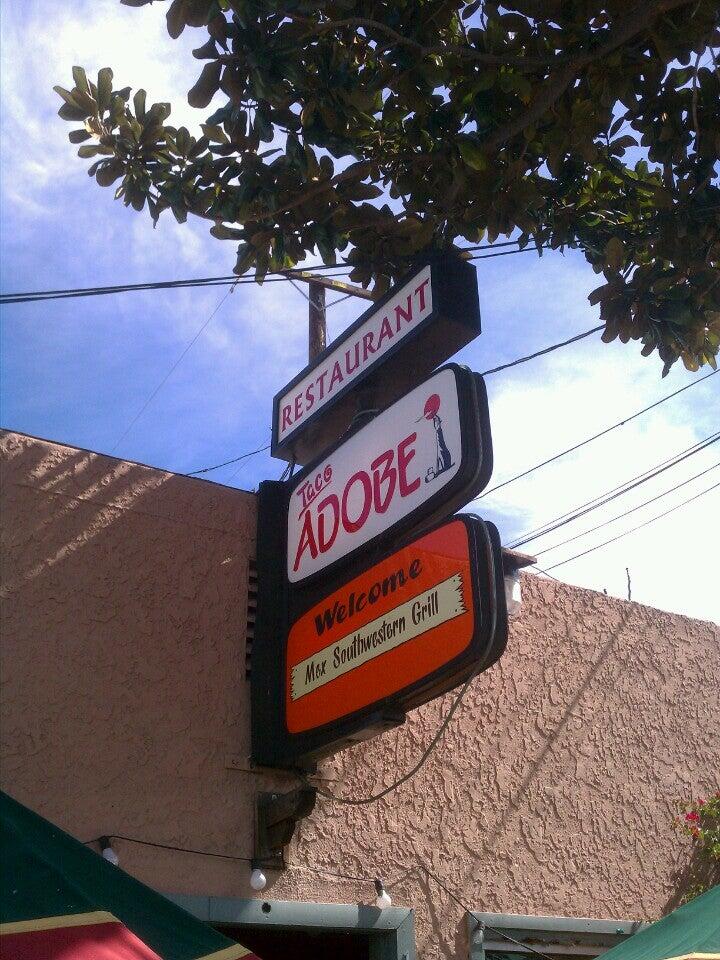 RESTAURANT
Taco
ADOBE
Welcome
Mex Southwestern Grill